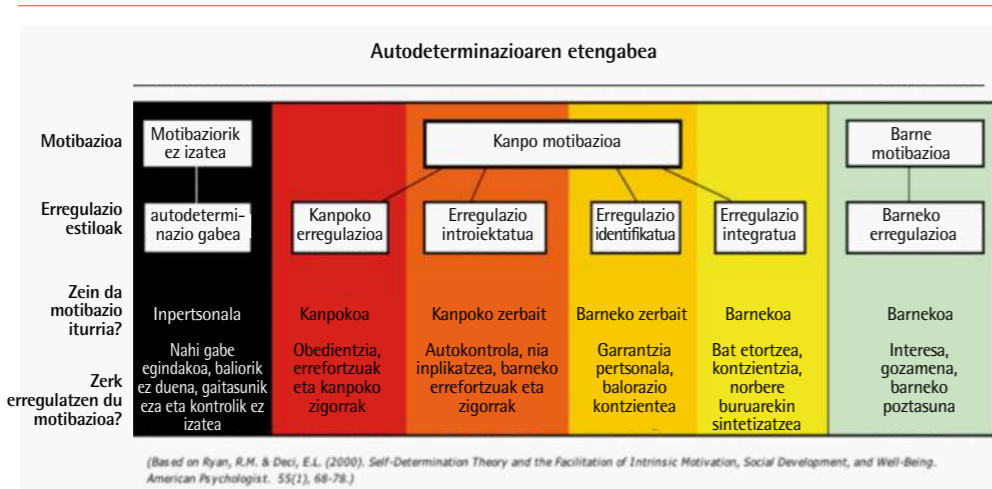 Autodeterminazioaren etengabea
Motibazioa
Motibaziorik
ez izatea
Kanpo motibazioa
Barne
motibazioa
Erregulazio
estiloak
autodetermi-
nazio gabea
Kanpoko
erregulazioa
Erregulazio
introiektatua
Erregulazio
identifikatua
Erregulazio
integratua
Barneko
erregulazioa
Zein da
motibazio
iturria?
Inpertsonala
Kanpokoa
Kanpoko zerbait
Barneko zerbait
Barnekoa
Barnekoa
Zerk
erregulatzen du
motibazioa?
Nahi gabe
egindakoa, baliorik
ez duena, gaitasunik
eza eta kontrolik ez
izatea
Obedientzia,
errefortzuak
eta kanpoko
zigorrak
Autokontrola, nia
inplikatzea, barneko
errefortzuak eta
zigorrak
Garrantzia
pertsonala,
balorazio
kontzientea
Bat etortzea,
kontzientzia,
norbere
buruarekin
sintetizatzea
Interesa,
gozamena,
barneko
poztasuna
(Based on Ryan, R.M. & Deci, E.L. (2000). Self-Determination Theory and the Facilitation of Intrinsic Motivation, Social Development, and Well-Being.
American Psychologist. 55(1), 68-78.)